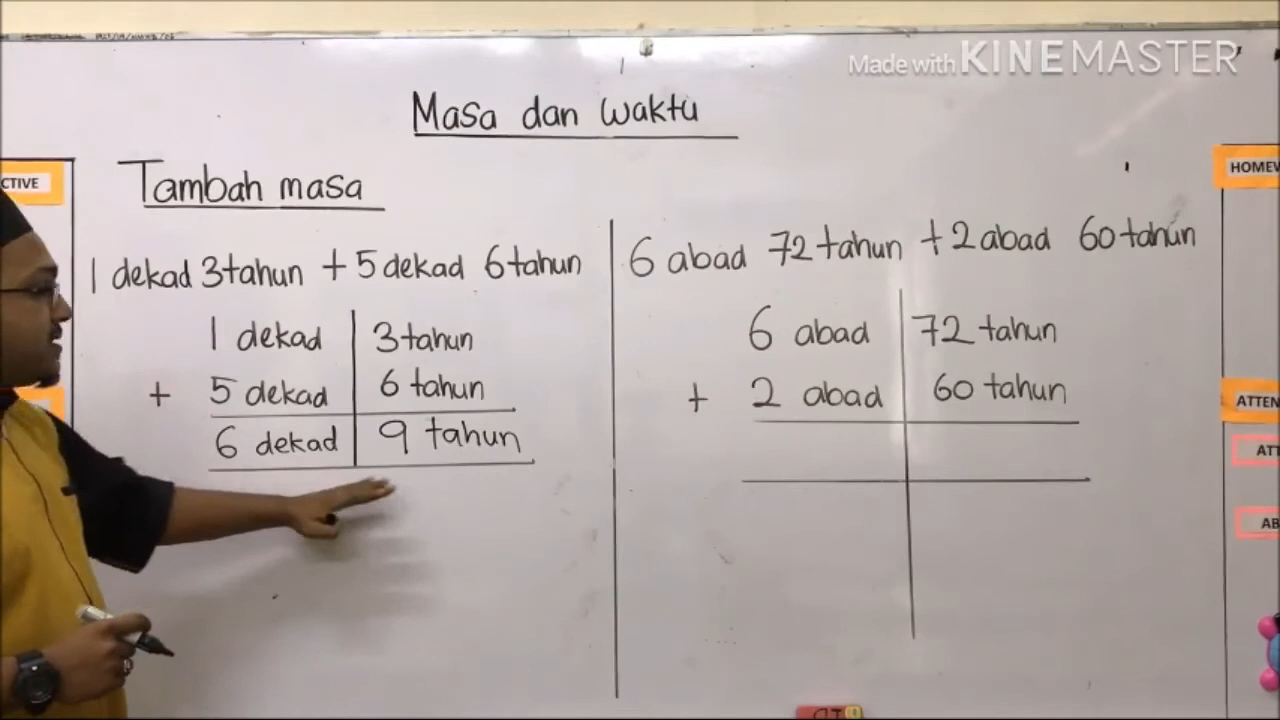 Made with KINEMASTER
Masa dan waktu
Tambah masa
1 dekad 3 tahun + 5 dekad 6 tahun
1 dekad 3 tahun
+ 5 dekad 6 tahun
6 dekad 9 tahun
6 abad 72 tahun + 2 abad 60 tahun
6 abad 72 tahun
+ 2 abad 60 tahun
CTIVE
HOMEW
ATTEN
ATT
AB